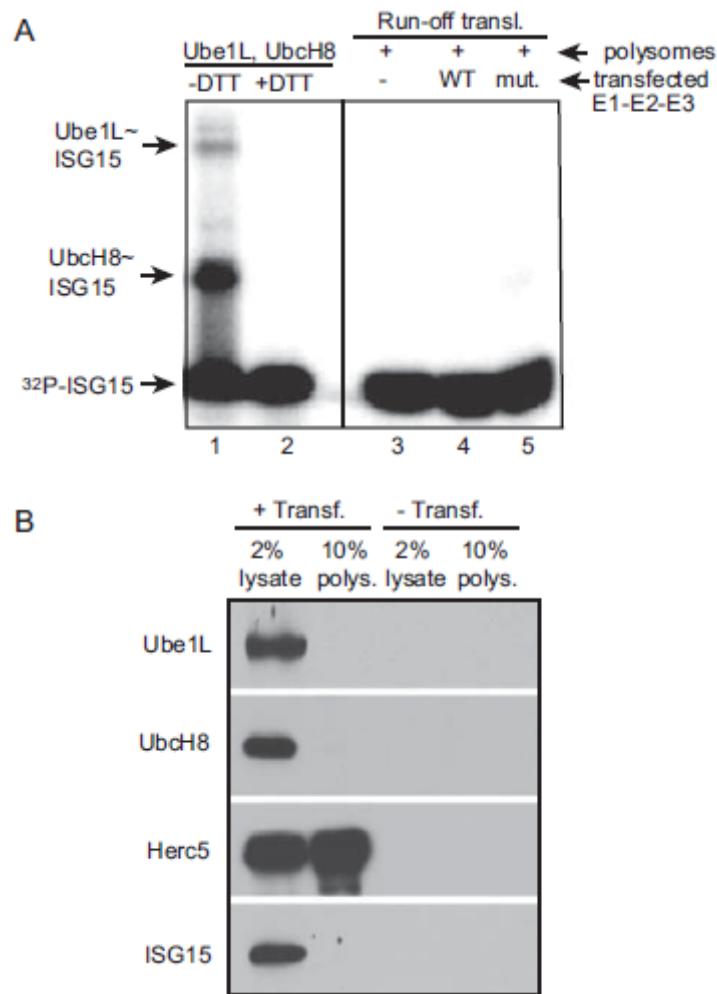 A
Ube1L, UbcH8
-DTT +DTT
Run-off transl.
+ + + polysomes
- WT mut. transfected
E1-E2-E3
Ube1L~
ISG15
UbcH8~
ISG15
32P-ISG15
1 2 3 4 5
B
+ Transf. - Transf.
2% 10% 2% 10%
lysate polys. lysate polys.
Ube1L
UbcH8
Herc5
ISG15